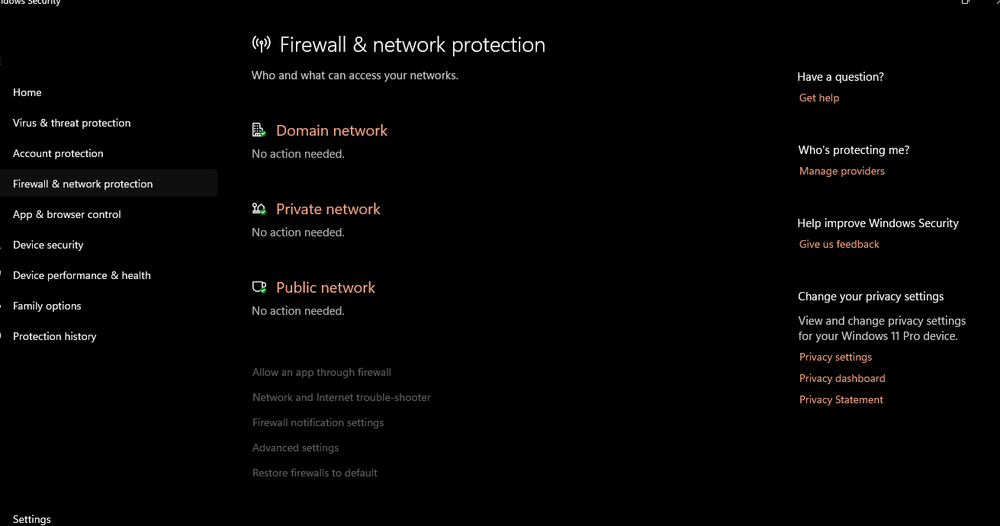 Windows Security
Home
Virus & threat protection
Account protection
Firewall & network protection
App & browser control
Device security
Device performance & health
Family options
Protection history
Settings
Firewall & network protection
Who and what can access your networks.
Domain network
No action needed.
Private network
No action needed.
Public network
No action needed.
Allow an app through firewall
Network and Internet trouble-shooter
Firewall notification settings
Advanced settings
Restore firewalls to default
Have a question?
Get help
Who's protecting me?
Manage providers
Help improve Windows Security
Give us feedback
Change your privacy settings
View and change privacy settings
for your Windows 11 Pro device.
Privacy settings
Privacy dashboard
Privacy Statement